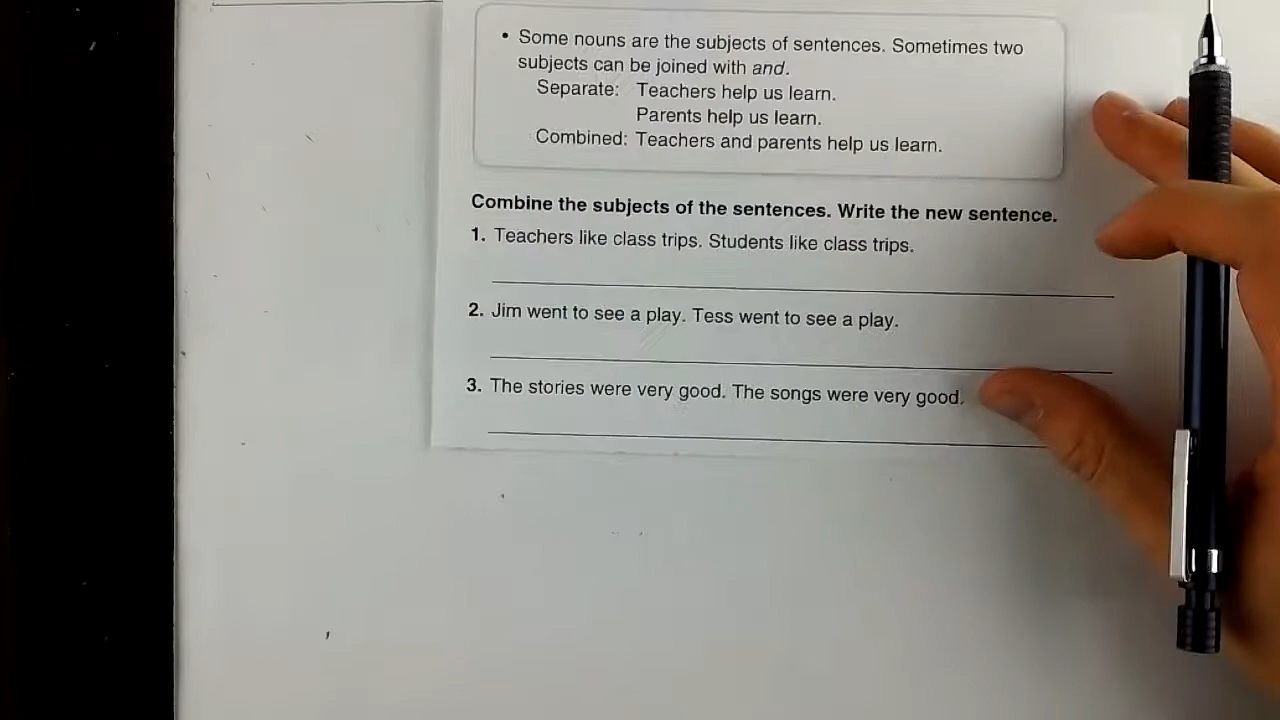 • Some nouns are the subjects of sentences. Sometimes two
subjects can be joined with and.
Separate: Teachers help us learn.
Parents help us learn.
Combined: Teachers and parents help us learn.
Combine the subjects of the sentences. Write the new sentence.
1. Teachers like class trips. Students like class trips.
2. Jim went to see a play. Tess went to see a play.
3. The stories were very good. The songs were very good.